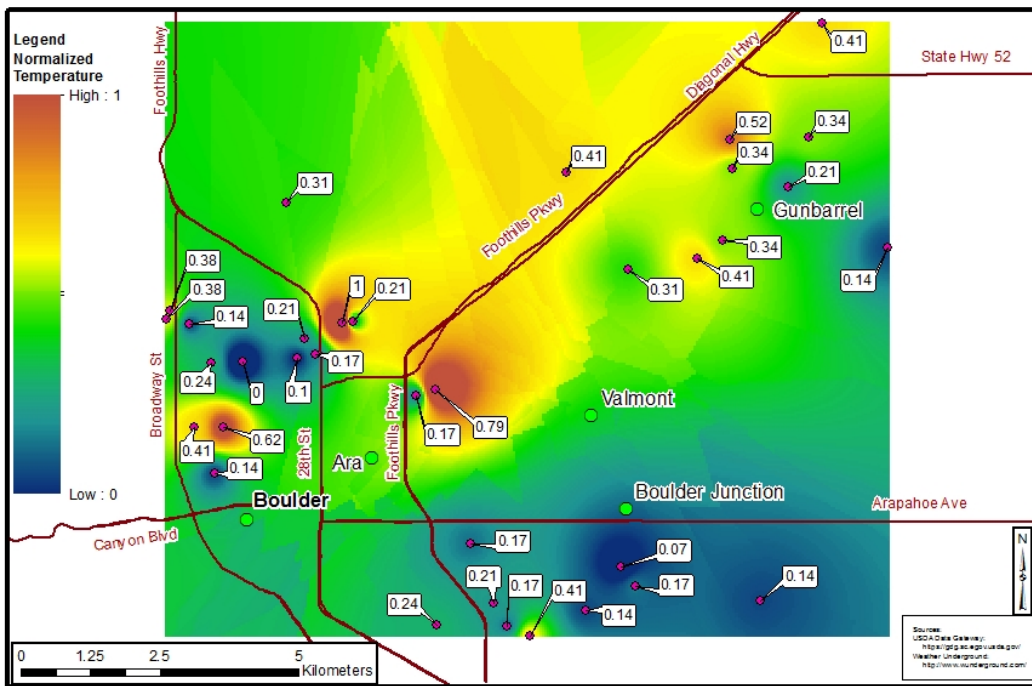 Legend
Normalized
Temperature
High : 1
Low : 0
Foothills Hwy
Diagonal Hwy
0.41
State Hwy 52
0.52
0.34
0.41
0.34
0.31
0.21
Gunbarrel
Foothills Pkwy
0.34
0.38
0.41
0.14
0.38
1
0.21
0.31
0.14
0.21
0.17
0.24
0
0.1
Broadway St
Valmont
0.17
0.79
0.41
0.62
28th St
Foothills Pkwy
Ara
0.14
Boulder
Boulder Junction
Arapahoe Ave
Canyon Blvd
0.17
0.07
0.21
0.17
0.17
0.14
0.24
0.41
0.14
N
0 1.25 2.5 5
Kilometers
Sources:
USDA Data Gateway:
https://gdg.sc.egov.usda.gov/
Weather Underground:
http://www.wunderground.com/